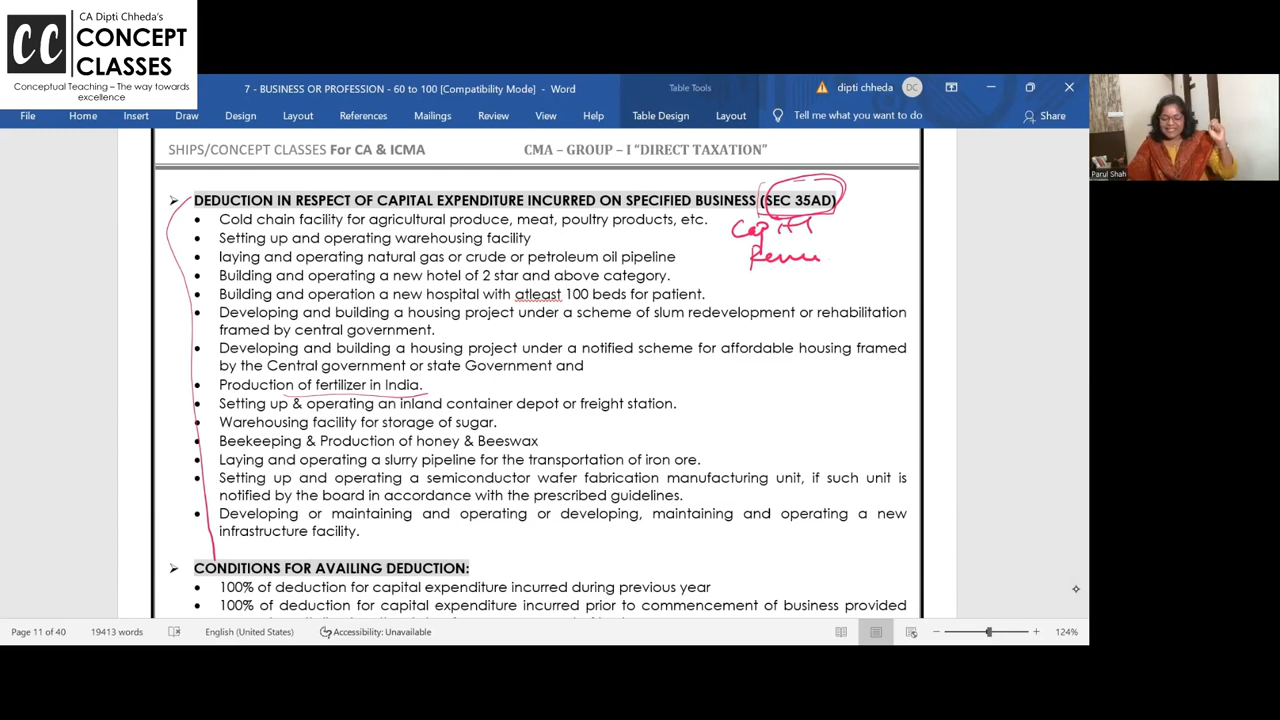 CA Dipti Chheda's
CC CONCEPT
CLASSES
Conceptual Teaching – The way towards
excellence
7 - BUSINESS OR PROFESSION - 60 to 100 [Compatibility Mode] - Word
Table Tools
dipti chheda
DC
File Home Insert Draw Design Layout References Mailings Review View Help Table Design Layout Tell me what you want to do Share
Parul Shah
SHIPS/CONCEPT CLASSES For CA & ICMA CMA – GROUP – I "DIRECT TAXATION"
➢ DEDUCTION IN RESPECT OF CAPITAL EXPENDITURE INCURRED ON SPECIFIED BUSINESS (SEC 35AD)
• Cold chain facility for agricultural produce, meat, poultry products, etc.
Capital
• Setting up and operating warehousing facility
• laying and operating natural gas or crude or petroleum oil pipeline
• Building and operating a new hotel of 2 star and above category.
• Building and operation a new hospital with atleast 100 beds for patient.
• Developing and building a housing project under a scheme of slum redevelopment or rehabilitation
framed by central government.
• Developing and building a housing project under a notified scheme for affordable housing framed
by the Central government or state Government and
• Production of fertilizer in India.
• Setting up & operating an inland container depot or freight station.
• Warehousing facility for storage of sugar.
• Beekeeping & Production of honey & Beeswax
• Laying and operating a slurry pipeline for the transportation of iron ore.
• Setting up and operating a semiconductor wafer fabrication manufacturing unit, if such unit is
notified by the board in accordance with the prescribed guidelines.
• Developing or maintaining and operating or developing, maintaining and operating a new
infrastructure facility.
➢ CONDITIONS FOR AVAILING DEDUCTION:
• 100% of deduction for capital expenditure incurred during previous year
• 100% of deduction for capital expenditure incurred prior to commencement of business provided
Page 11 of 40 19413 words English (United States) Accessibility: Unavailable 124%